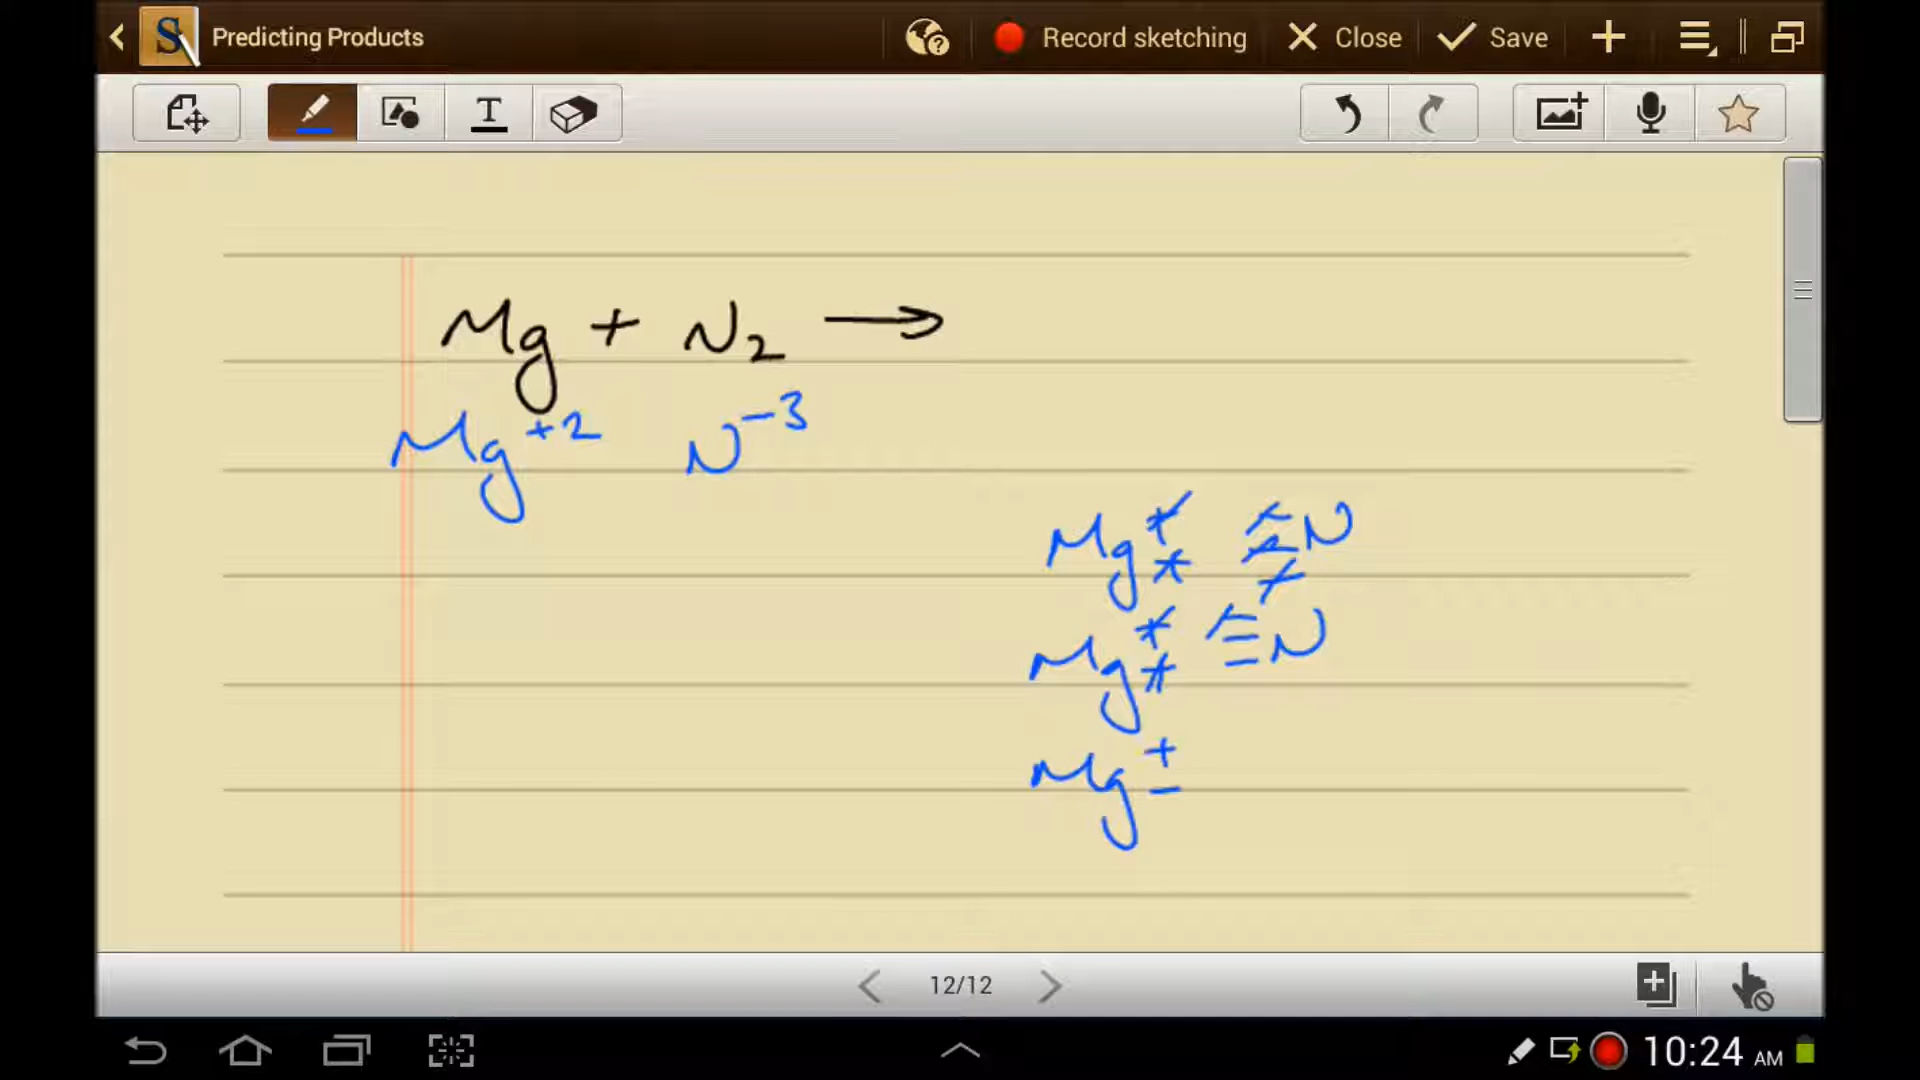 Predicting Products
Record sketching
Close
Save
T
Mg + N₂ →
Mg⁺² N⁻³
Mg + + - - - N
Mg + + - - - N
Mg + -
12/12
10:24 AM